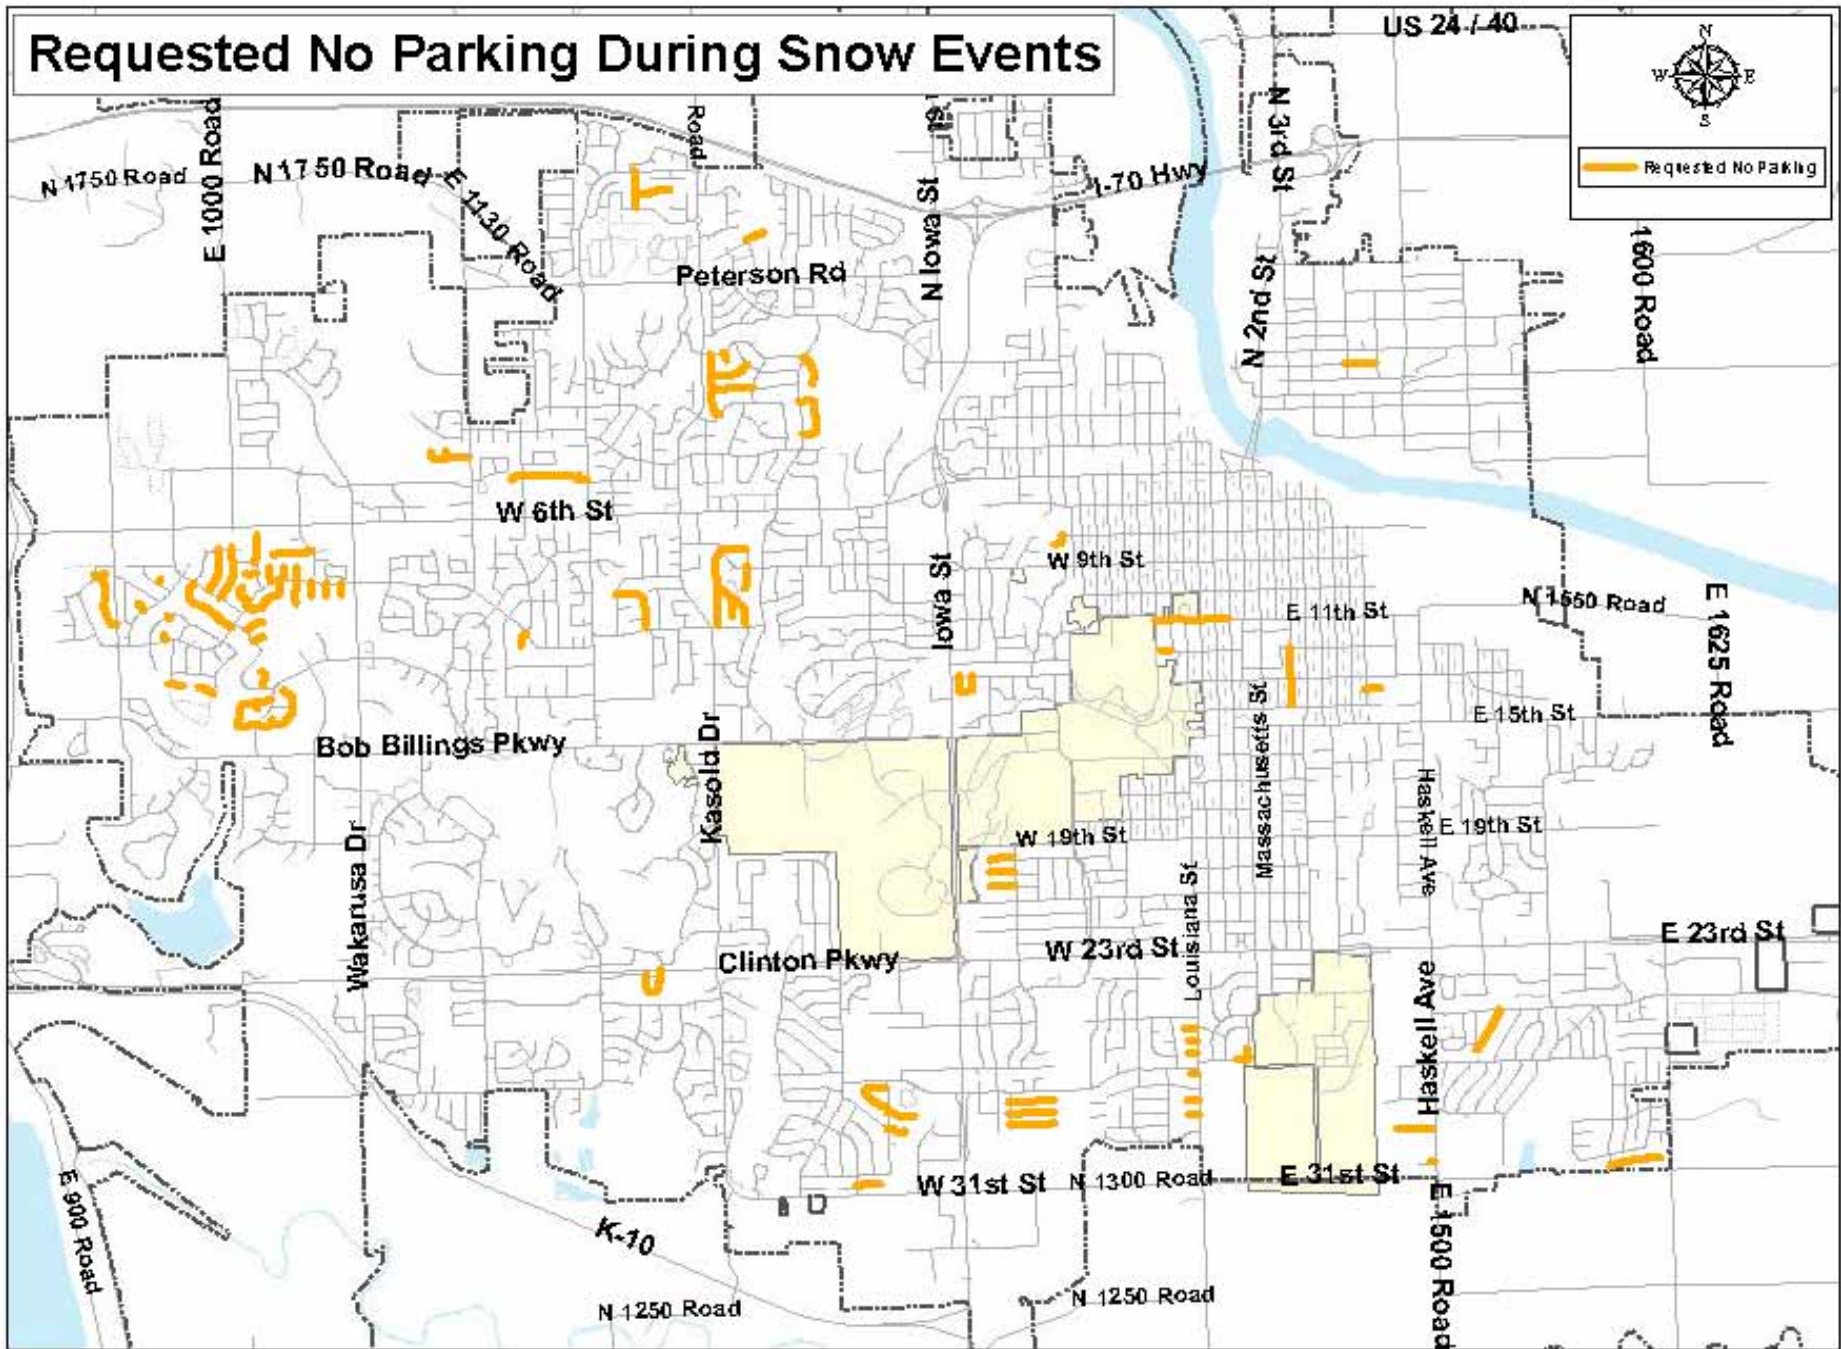 Requested No Parking During Snow Events
US 24 / 40
N
W
E
S
Requested No Parking
N 1750 Road
E 1000 Road
N 1750 Road
E 1130 Road
Road
N Iowa St
I-70 Hwy
N 3rd St
1600 Road
Peterson Rd
N 2nd St
W 6th St
Iowa St
W 9th St
E 11th St
N 1550 Road
E 1625 Road
Bob Billings Pkwy
Kasold Dr
Massachusetts St
E 15th St
Haskell Ave
W 19th St
E 19th St
Wakarusa Dr
Clinton Pkwy
W 23rd St
Louisiana St
E 23rd St
Haskell Ave
W 31st St
N 1300 Road
E 31st St
E 900 Road
K-10
E 1500 Road
N 1250 Road
N 1250 Road